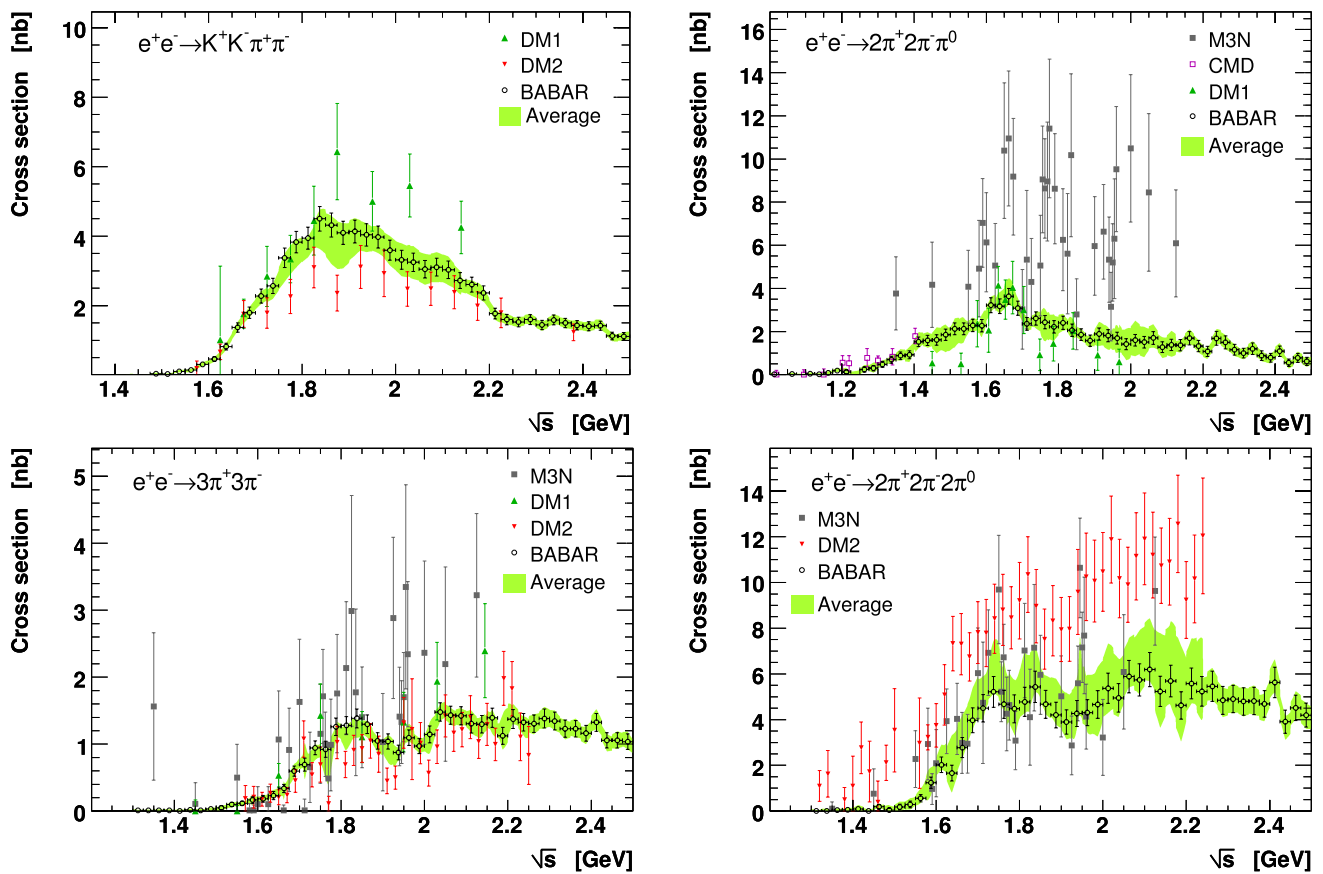 Cross section [nb]
e⁺e⁻→K⁺K⁻π⁺π⁻
DM1
DM2
BABAR
Average
10
8
6
4
2
1.4 1.6 1.8 2 2.2 2.4
√s [GeV]
Cross section [nb]
e⁺e⁻→2π⁺2π⁻π⁰
M3N
CMD
DM1
BABAR
Average
16
14
12
10
8
6
4
2
0
1.2 1.4 1.6 1.8 2 2.2 2.4
√s [GeV]
Cross section [nb]
e⁺e⁻→3π⁺3π⁻
M3N
DM1
DM2
BABAR
Average
5
4
3
2
1
0
1.4 1.6 1.8 2 2.2 2.4
√s [GeV]
Cross section [nb]
e⁺e⁻→2π⁺2π⁻2π⁰
M3N
DM2
BABAR
Average
14
12
10
8
6
4
2
0
1.4 1.6 1.8 2 2.2 2.4
√s [GeV]